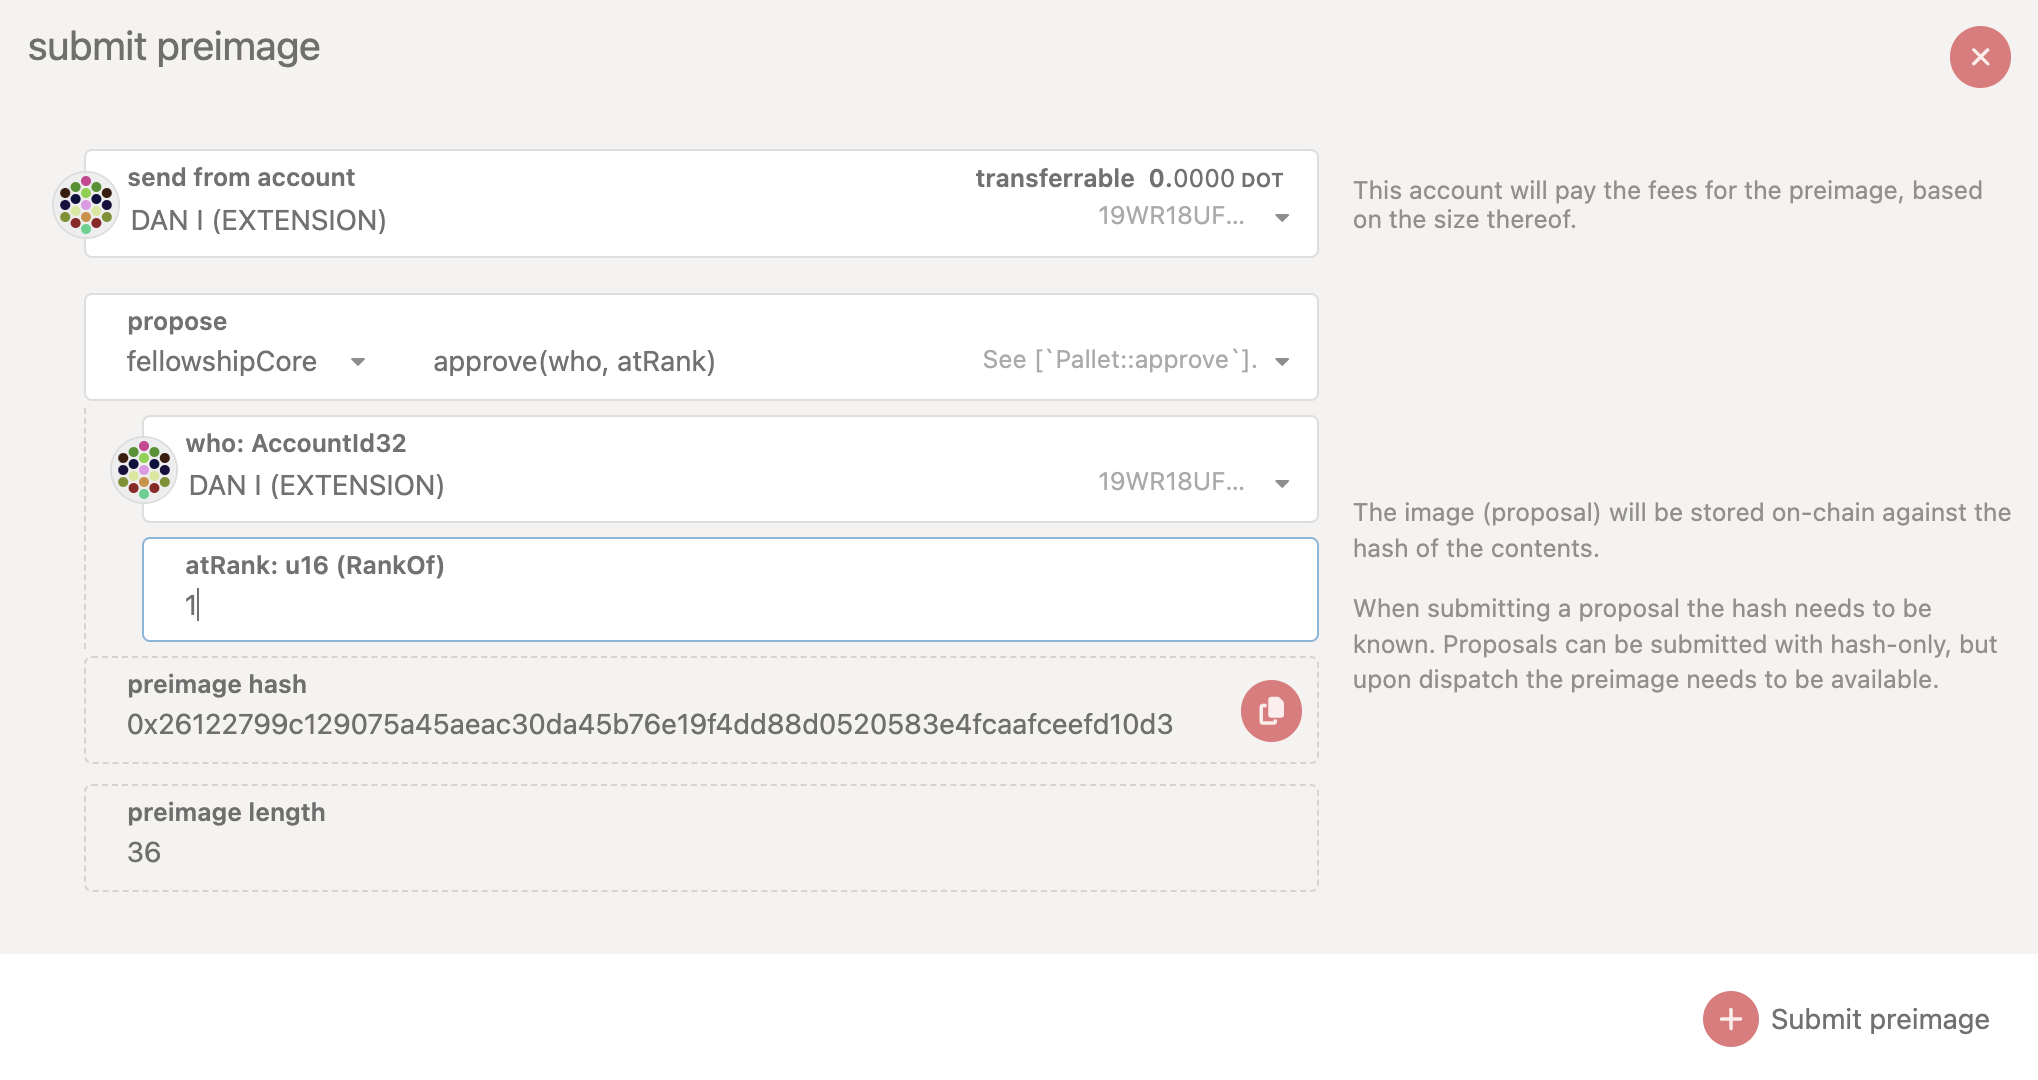 submit preimage
send from account
transferrable 0.0000 DOT
DAN I (EXTENSION)
19WR18UF...
This account will pay the fees for the preimage, based
on the size thereof.
propose
fellowshipCore
approve(who, atRank)
See [`Pallet::approve`].
who: AccountId32
DAN I (EXTENSION)
19WR18UF...
atRank: u16 (RankOf)
1
The image (proposal) will be stored on-chain against the
hash of the contents.
When submitting a proposal the hash needs to be
known. Proposals can be submitted with hash-only, but
upon dispatch the preimage needs to be available.
preimage hash
0x26122799c129075a45aeac30da45b76e19f4dd88d0520583e4fcaafceefd10d3
preimage length
36
Submit preimage